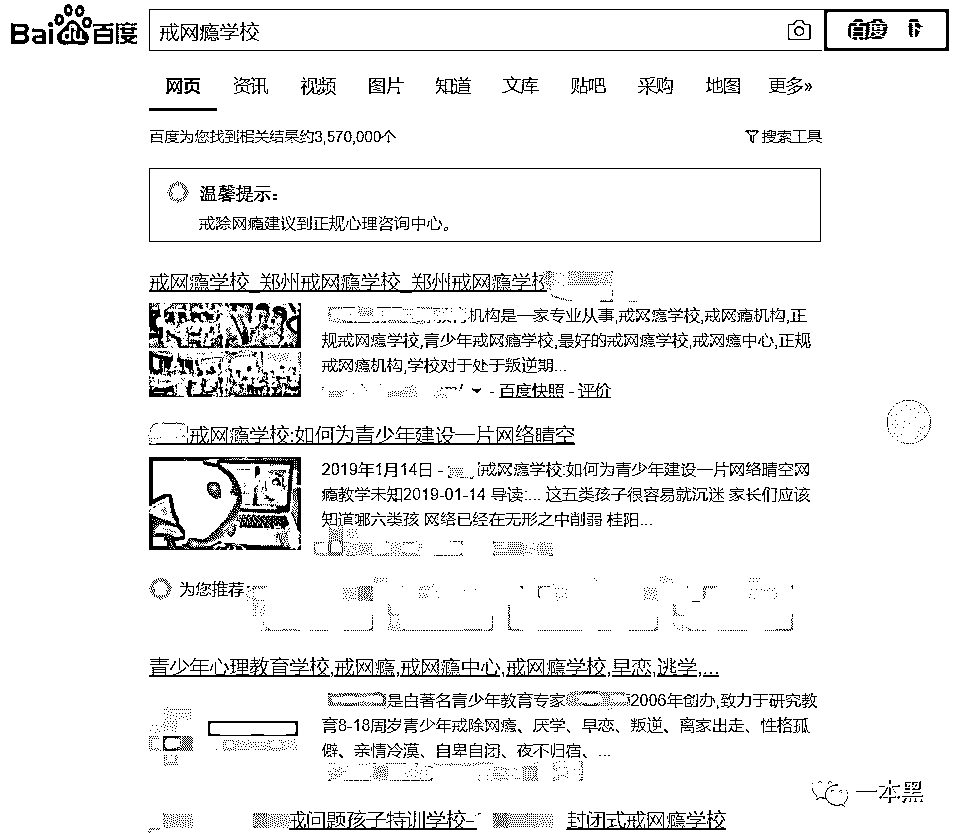 Bai百度
戒网瘾学校
百度
网页 资讯 视频 图片 知道 文库 贴吧 采购 地图 更多»
百度为您找到相关结果约3,570,000个
搜索工具
温馨提示:
戒除网瘾建议到正规心理咨询中心。
戒网瘾学校_郑州戒网瘾学校_郑州戒网瘾学校
机构是一家专业从事,戒网瘾学校,戒网瘾机构,正
规戒网瘾学校,青少年戒网瘾学校,最好的戒网瘾学校,戒网瘾中心,正规
戒网瘾机构,学校对于处于叛逆期...
- 百度快照 - 评价
戒网瘾学校:如何为青少年建设一片网络晴空
2019年1月14日 - 戒网瘾学校:如何为青少年建设一片网络晴空网
瘾教学未知2019-01-14 导读:... 这五类孩子很容易就沉迷 家长们应该
知道哪六类孩 网络已经在无形之中削弱 桂阳...
为您推荐:
青少年心理教育学校,戒网瘾,戒网瘾中心,戒网瘾学校,早恋,逃学,...
是由著名青少年教育专家 2006年创办,致力于研究教
育8-18周岁青少年戒除网瘾、厌学、早恋、叛逆、离家出走、性格孤
僻、亲情冷漠、自卑自闭、夜不归宿、...
一本黑
戒问题孩子特训学校- 封闭式戒网瘾学校